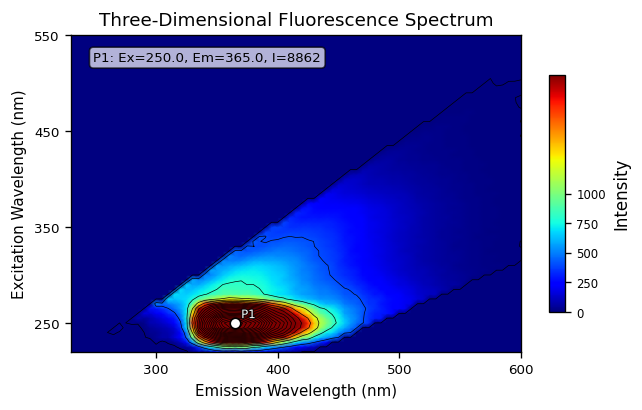 Three-Dimensional Fluorescence Spectrum
P1: Ex=250.0, Em=365.0, I=8862
550
450
350
250
Excitation Wavelength (nm)
P1
300
400
500
600
Emission Wavelength (nm)
1000
750
500
250
0
Intensity